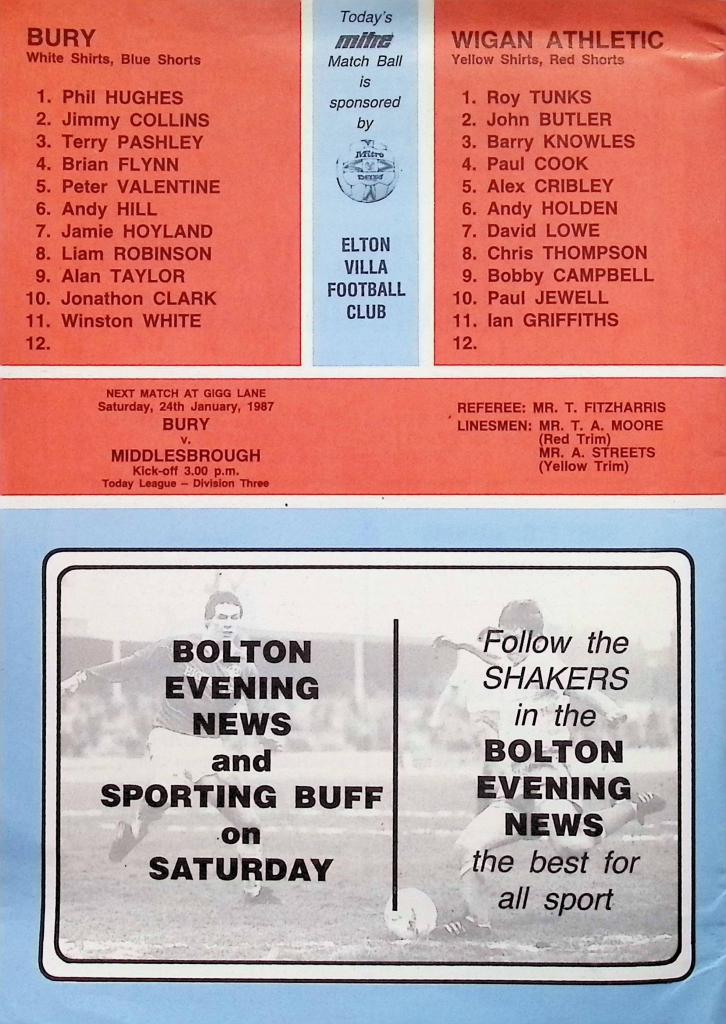 BURY
White Shirts, Blue Shorts
1. Phil HUGHES
2. Jimmy COLLINS
3. Terry PASHLEY
4. Brian FLYNN
5. Peter VALENTINE
6. Andy HILL
7. Jamie HOYLAND
8. Liam ROBINSON
9. Alan TAYLOR
10. Jonathon CLARK
11. Winston WHITE
12.
Today's
mitre
Match Ball
is
sponsored
by
Mitre
ELTON
VILLA
FOOTBALL
CLUB
WIGAN ATHLETIC
Yellow Shirts, Red Shorts
1. Roy TUNKS
2. John BUTLER
3. Barry KNOWLES
4. Paul COOK
5. Alex CRIBLEY
6. Andy HOLDEN
7. David LOWE
8. Chris THOMPSON
9. Bobby CAMPBELL
10. Paul JEWELL
11. Ian GRIFFITHS
12.
NEXT MATCH AT GIGG LANE
Saturday, 24th January, 1987
BURY
v.
MIDDLESBROUGH
Kick-off 3.00 p.m.
Today League – Division Three
REFEREE: MR. T. FITZHARRIS
LINESMEN: MR. T. A. MOORE
(Red Trim)
MR. A. STREETS
(Yellow Trim)
BOLTON
EVENING
NEWS
and
SPORTING BUFF
on
SATURDAY
Follow the
SHAKERS
in the
BOLTON
EVENING
NEWS
the best for
all sport